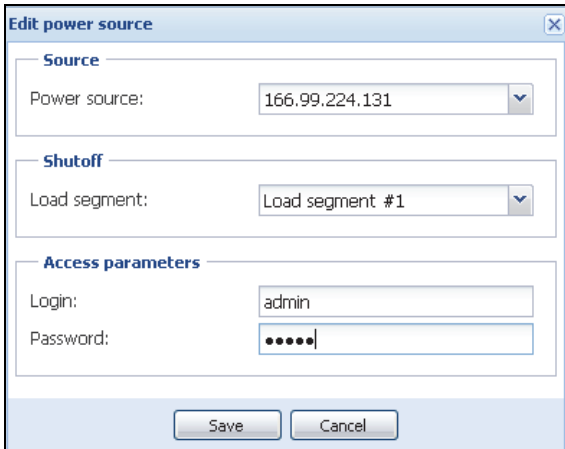 Edit power source
Source
Power source: 166.99.224.131
Shutoff
Load segment: Load segment #1
Access parameters
Login: admin
Password: •••••
Save Cancel